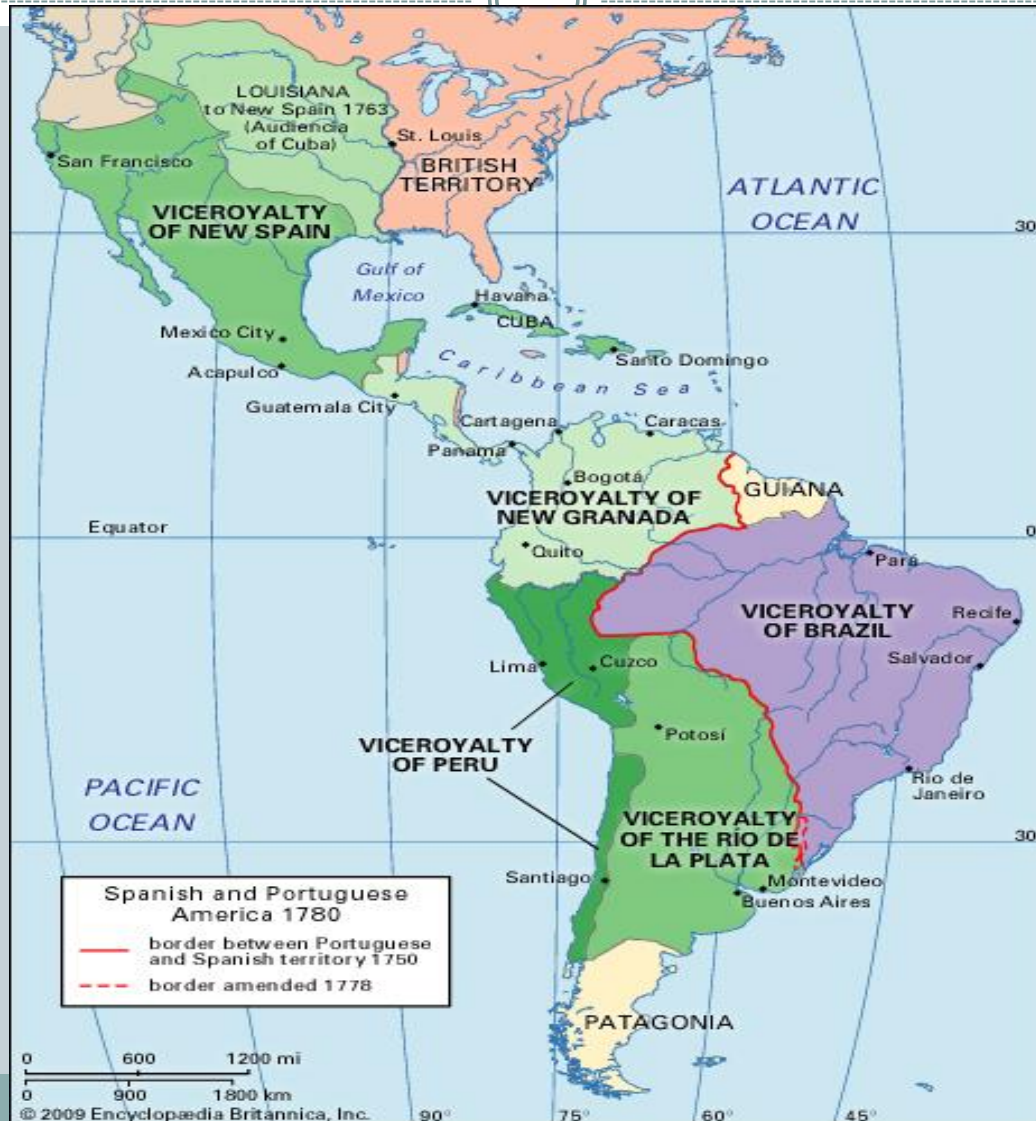 LOUISIANA
to New Spain 1763
(Audiencia
of Cuba)
St. Louis
San Francisco
BRITISH
TERRITORY
ATLANTIC
OCEAN
VICEROYALTY
OF NEW SPAIN
30
Gulf of
Mexico
Havana
CUBA
Mexico City
Santo Domingo
Acapulco
Caribbean Sea
Guatemala City
Cartagena
Caracas
Panama
Bogotá
GUIANA
VICEROYALTY OF
NEW GRANADA
Equator
0
Quito
Pará
VICEROYALTY
OF BRAZIL
Recife
Lima
Cuzco
Salvador
Potosí
VICEROYALTY
OF PERU
Rio de
Janeiro
PACIFIC
OCEAN
VICEROYALTY
OF THE RÍO DE
LA PLATA
30
Santiago
Montevideo
Buenos Aires
Spanish and Portuguese
America 1780
border between Portuguese
and Spanish territory 1750
border amended 1778
PATAGONIA
0 600 1200 mi
0 900 1800 km
© 2009 Encyclopædia Britannica, Inc.
90° 75° 60° 45°